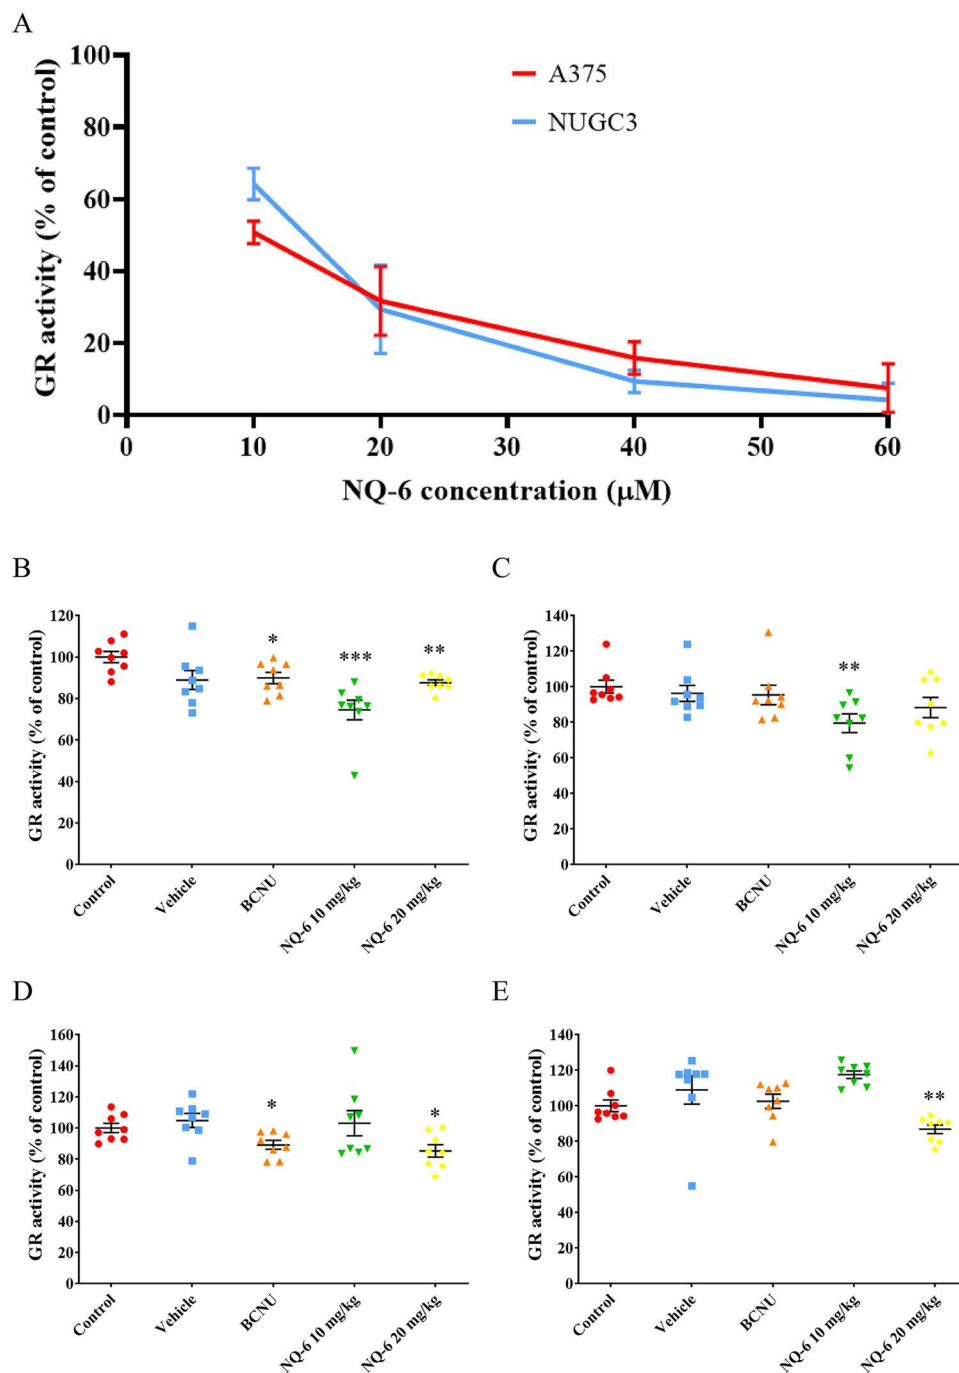 A
A375
NUGC3
GR activity (% of control)
100
80
60
40
20
0
0 10 20 30 40 50 60
NQ-6 concentration (μM)
B
GR activity (% of control)
120
100
80
60
40
20
0
*
***
**
Control Vehicle BCNU NQ-6 10 mg/kg NQ-6 20 mg/kg
C
GR activity (% of control)
140
120
100
80
60
40
20
0
**
Control Vehicle BCNU NQ-6 10 mg/kg NQ-6 20 mg/kg
D
GR activity (% of control)
160
140
120
100
80
60
40
20
0
*
*
Control Vehicle BCNU NQ-6 10 mg/kg NQ-6 20 mg/kg
E
GR activity (% of control)
140
120
100
80
60
40
20
0
**
Control Vehicle BCNU NQ-6 10 mg/kg NQ-6 20 mg/kg